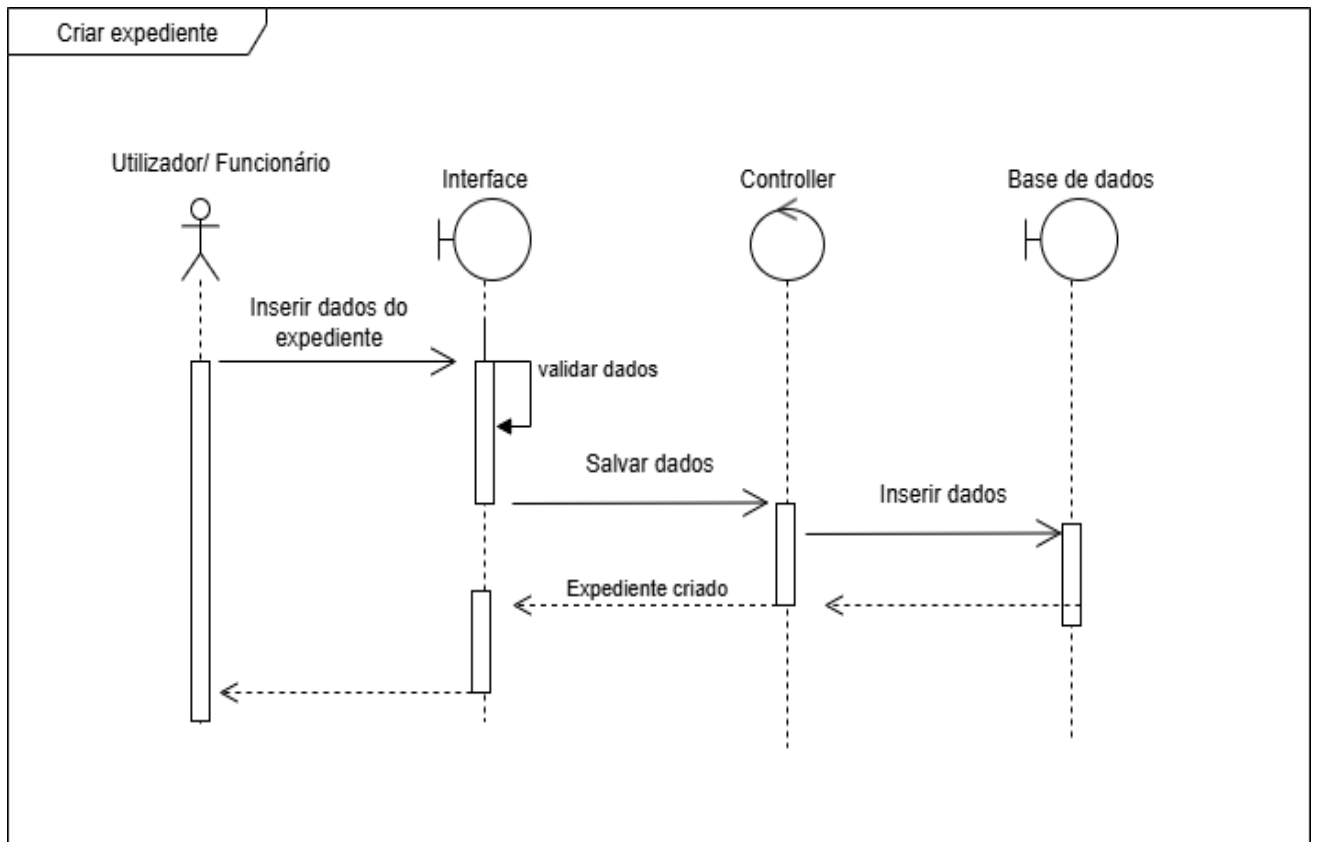 Criar expediente
Utilizador/ Funcionário
Interface
Controller
Base de dados
Inserir dados do
expediente
validar dados
Salvar dados
Inserir dados
Expediente criado